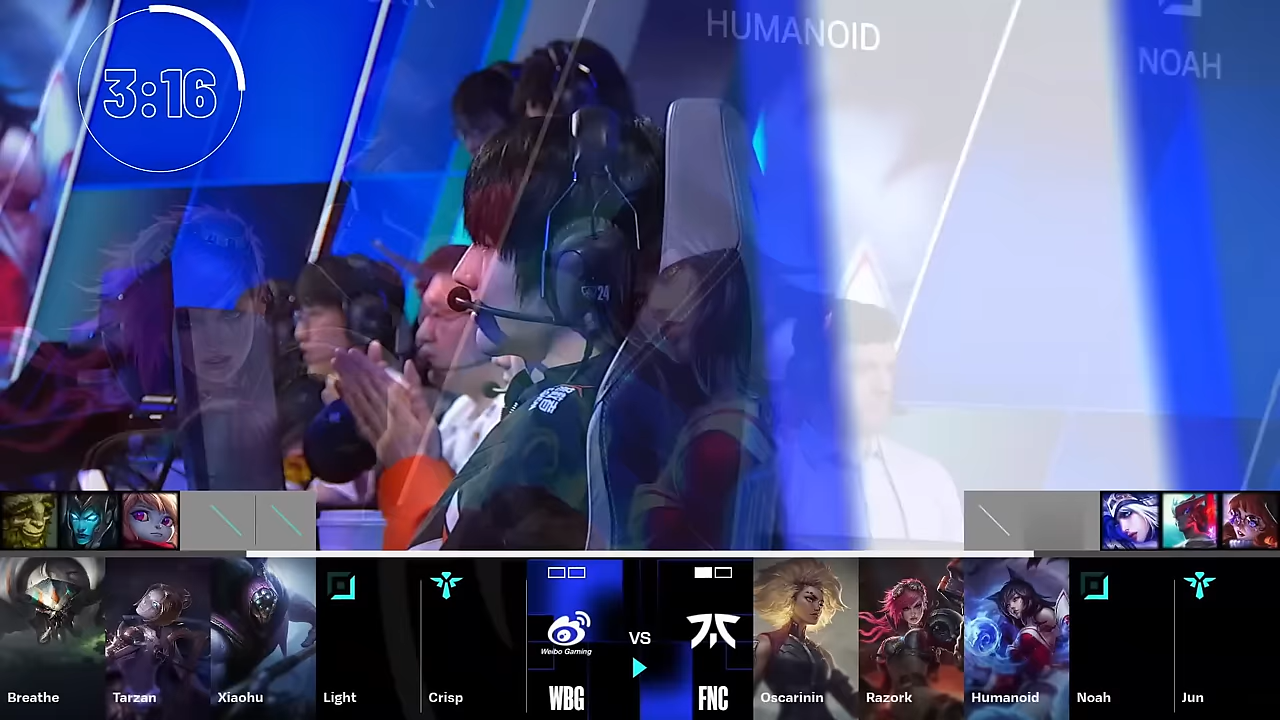 HUMANOID
NOAH
3:16
24
Breathe
Tarzan
Xiaohu
Light
Crisp
Weibo Gaming
WBG
VS
FNC
Oscarinin
Razork
Humanoid
Noah
Jun